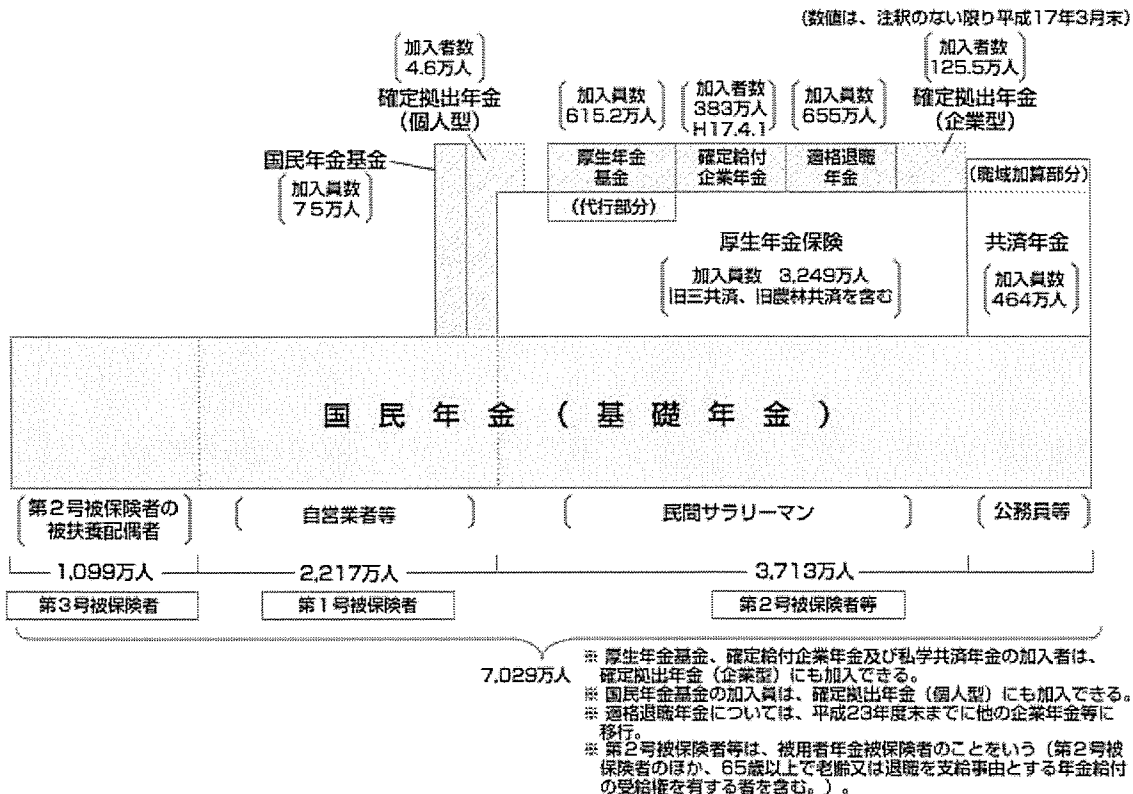 (数値は、注釈のない限り平成17年3月末)
加入者数
4.6万人
確定拠出年金
(個人型)
加入員数
615.2万人
加入者数
383万人
H17.4.1
加入員数
655万人
加入者数
125.5万人
確定拠出年金
(企業型)
国民年金基金
加入員数
75万人
厚生年金
基金
確定給付
企業年金
適格退職
年金
(職域加算部分)
(代行部分)
厚生年金保険
加入員数 3,249万人
旧三共済、旧農林共済を含む
共済年金
加入員数
464万人
国民年金(基礎年金)
第2号被保険者の
被扶養配偶者
自営業者等
民間サラリーマン
公務員等
1,099万人
2,217万人
3,713万人
第3号被保険者
第1号被保険者
第2号被保険者等
7,029万人
※ 厚生年金基金、確定給付企業年金及び私学共済年金の加入者は、
確定拠出年金(企業型)にも加入できる。
※ 国民年金基金の加入員は、確定拠出年金(個人型)にも加入できる。
※ 適格退職年金については、平成23年度末までに他の企業年金等に
移行。
※ 第2号被保険者等は、被用者年金被保険者のことをいう(第2号被
保険者のほか、65歳以上で老齢又は退職を支給事由とする年金給付
の受給権を有する者を含む。)。